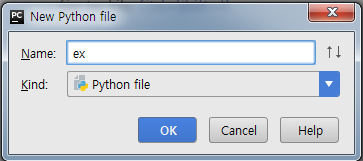 PC New Python file
Name: ex
Kind: Python file
OK Cancel Help